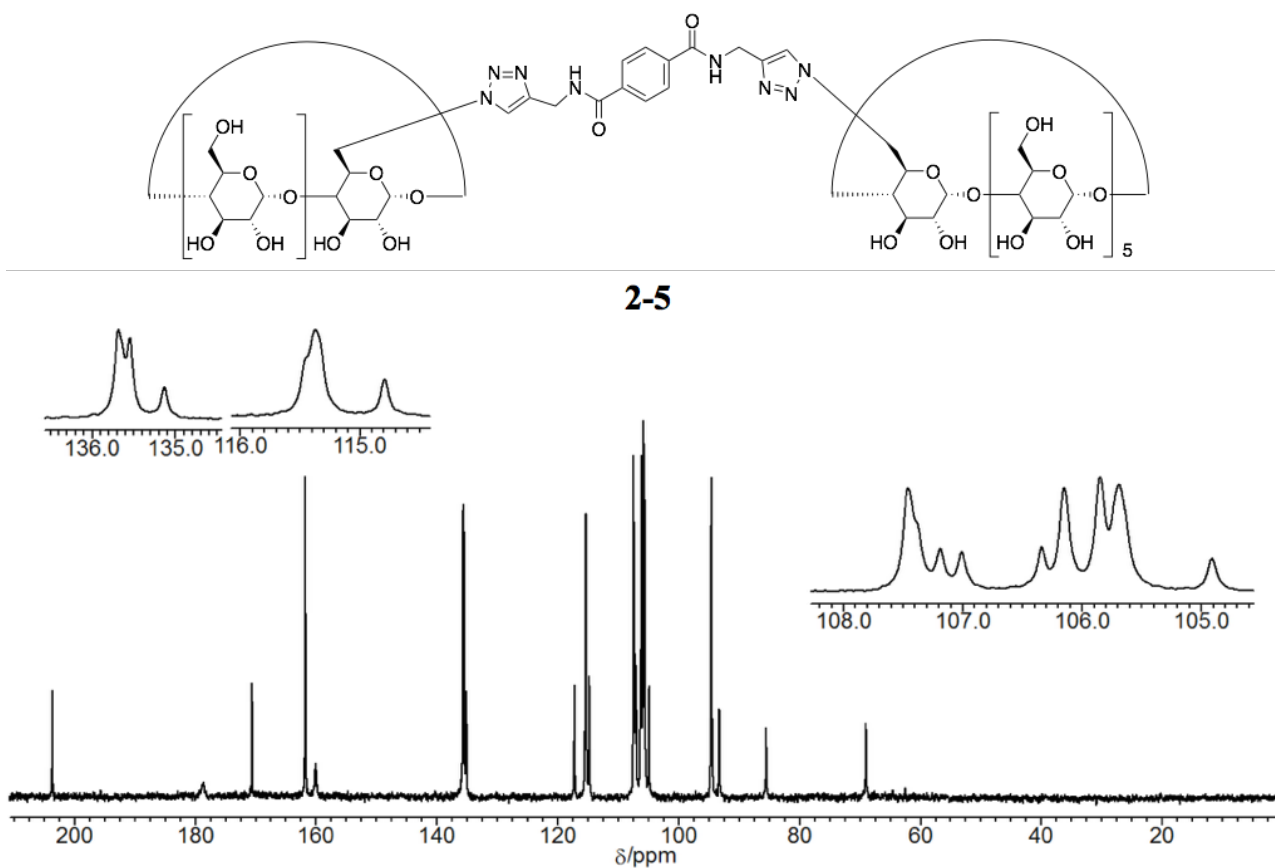 O
H
N N
N=N N
N H
N N
N
OH
O
OH
O O O O
O O O O
HO OH HO OH HO OH HO OH
5
2-5
136.0 135.0 116.0 115.0
108.0 107.0 106.0 105.0
200 180 160 140 120 100 80 60 40 20
δ/ppm